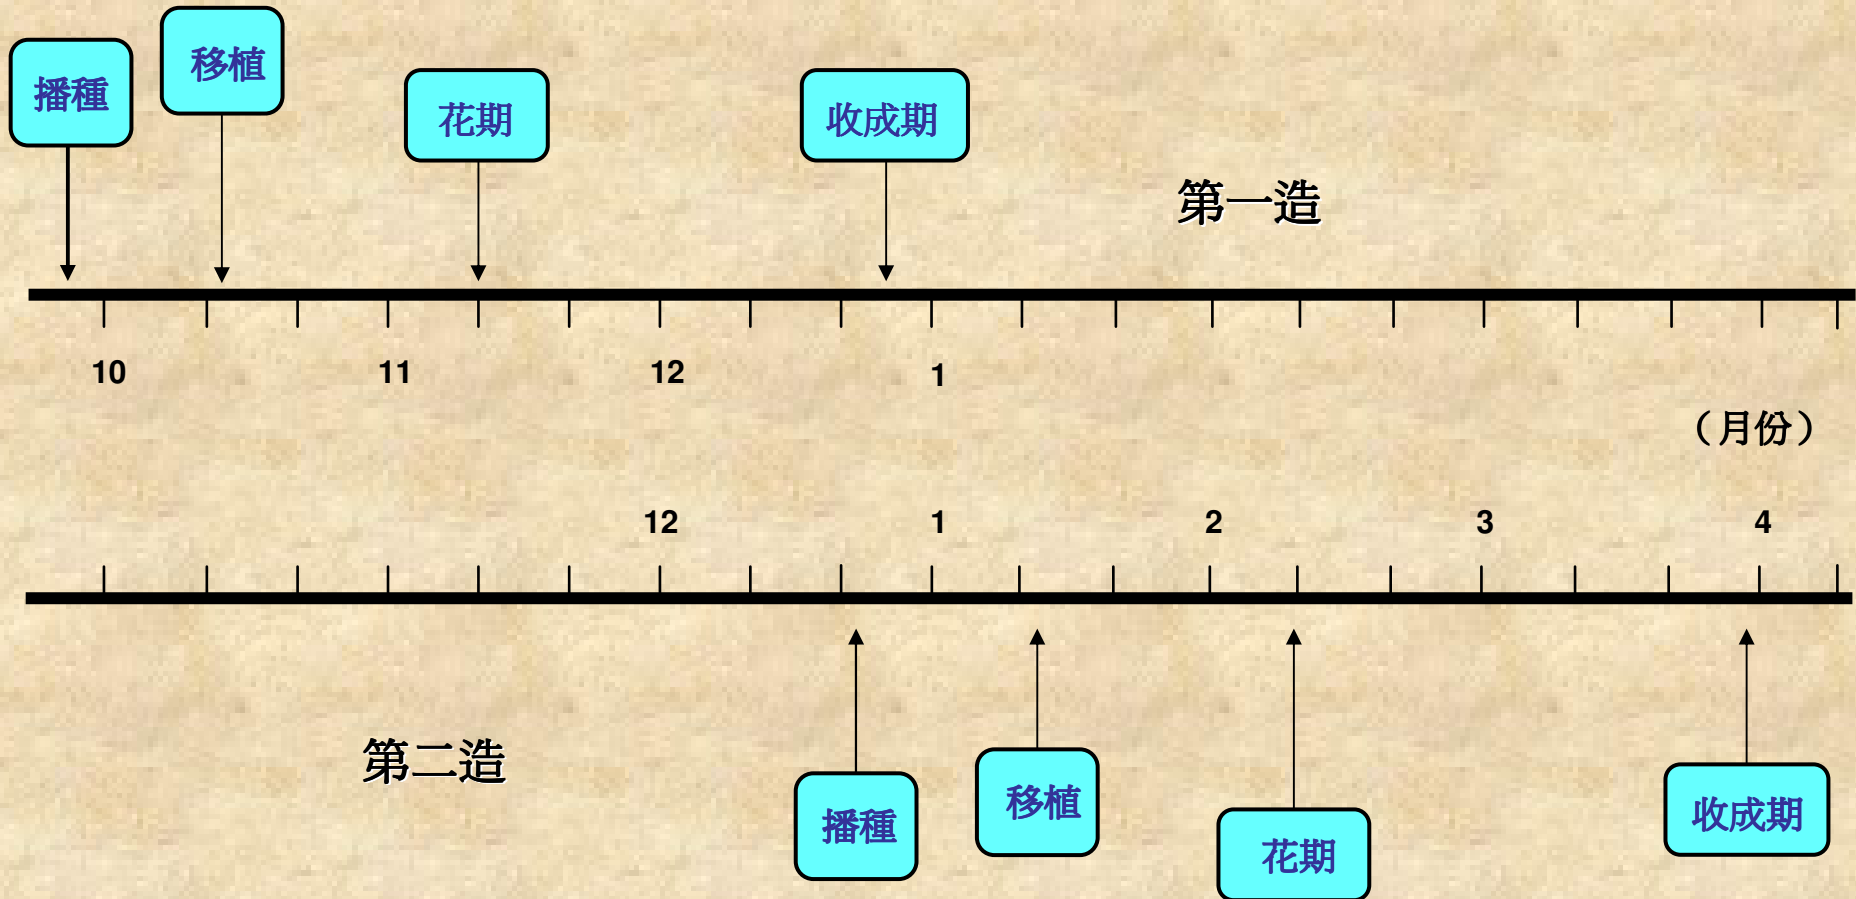 移植
播種
花期
收成期
第一造
10 11 12 1
（月份）
12 1 2 3 4
第二造
播種
移植
花期
收成期